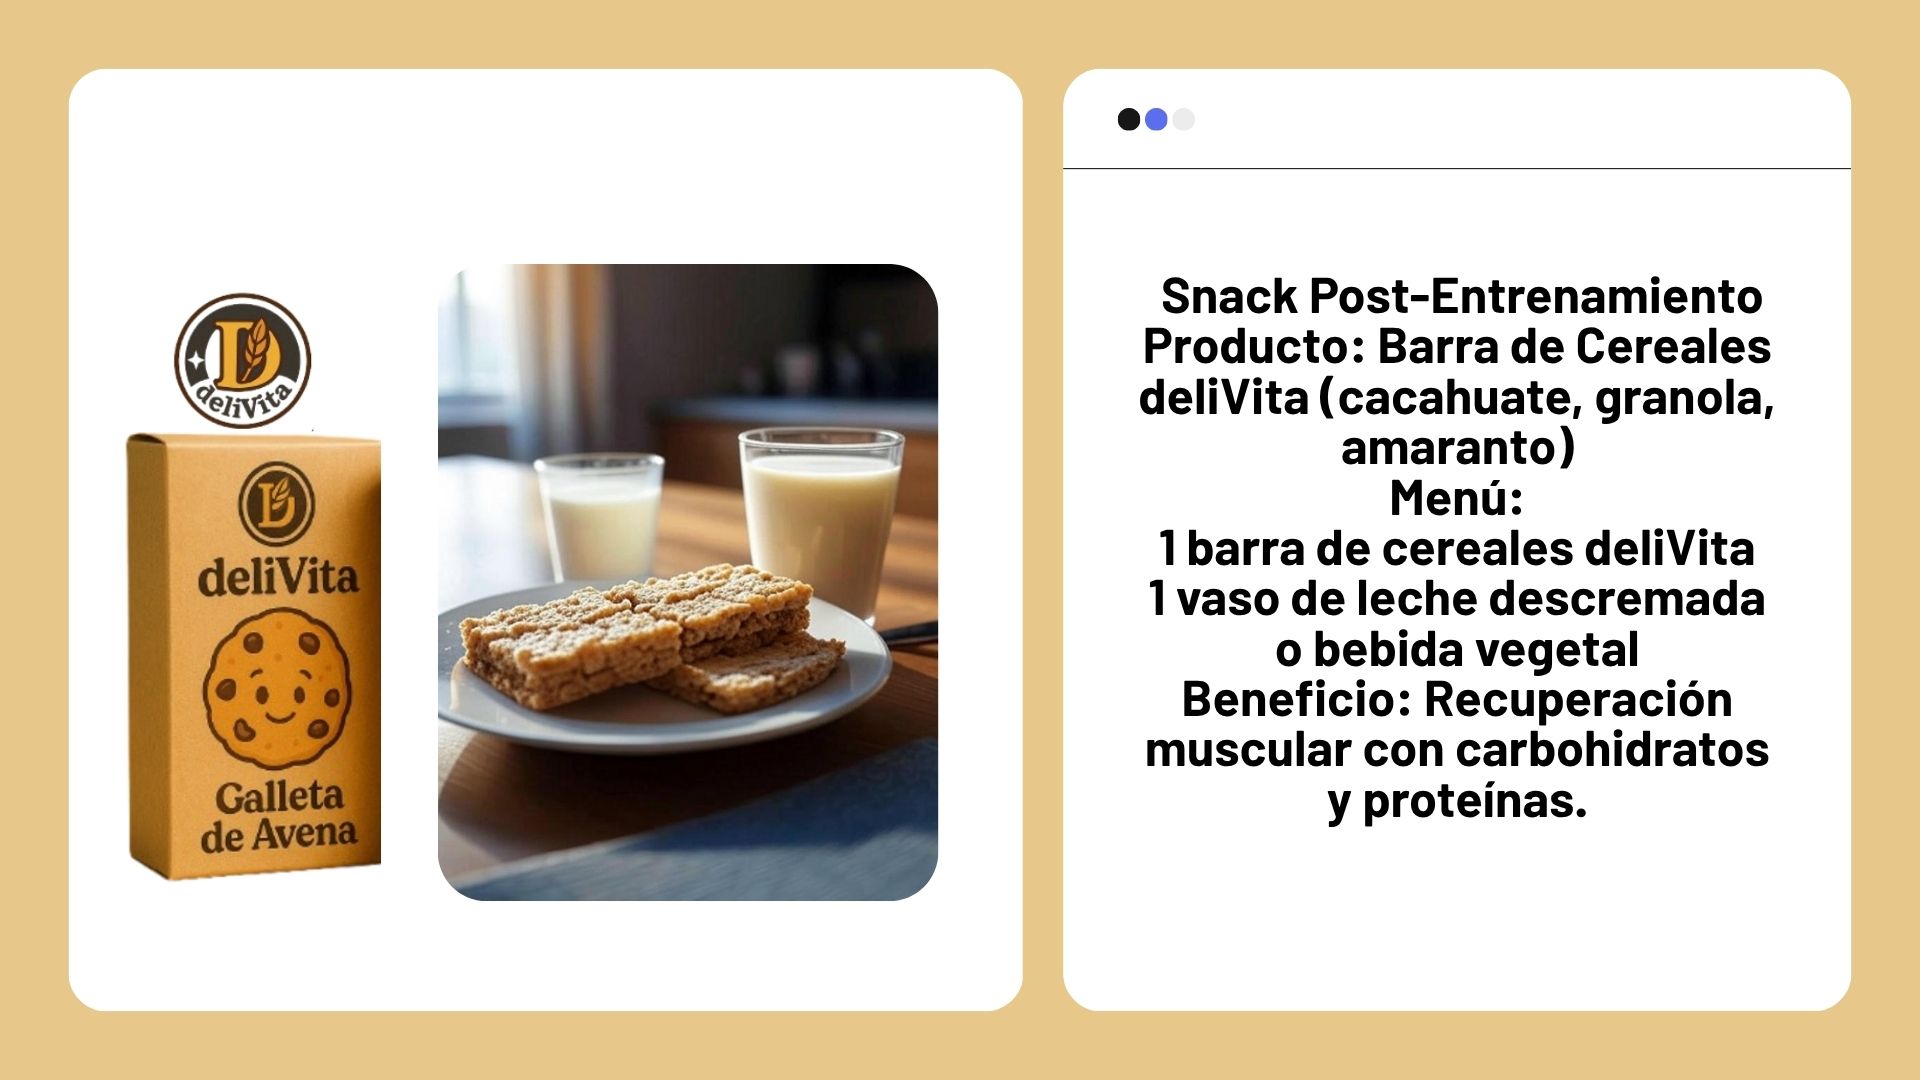 deliVita
deliVita
Galleta
de Avena
Snack Post-Entrenamiento
Producto: Barra de Cereales
deliVita (cacahuate, granola,
amaranto)
Menú:
1 barra de cereales deliVita
1 vaso de leche descremada
o bebida vegetal
Beneficio: Recuperación
muscular con carbohidratos
y proteínas.